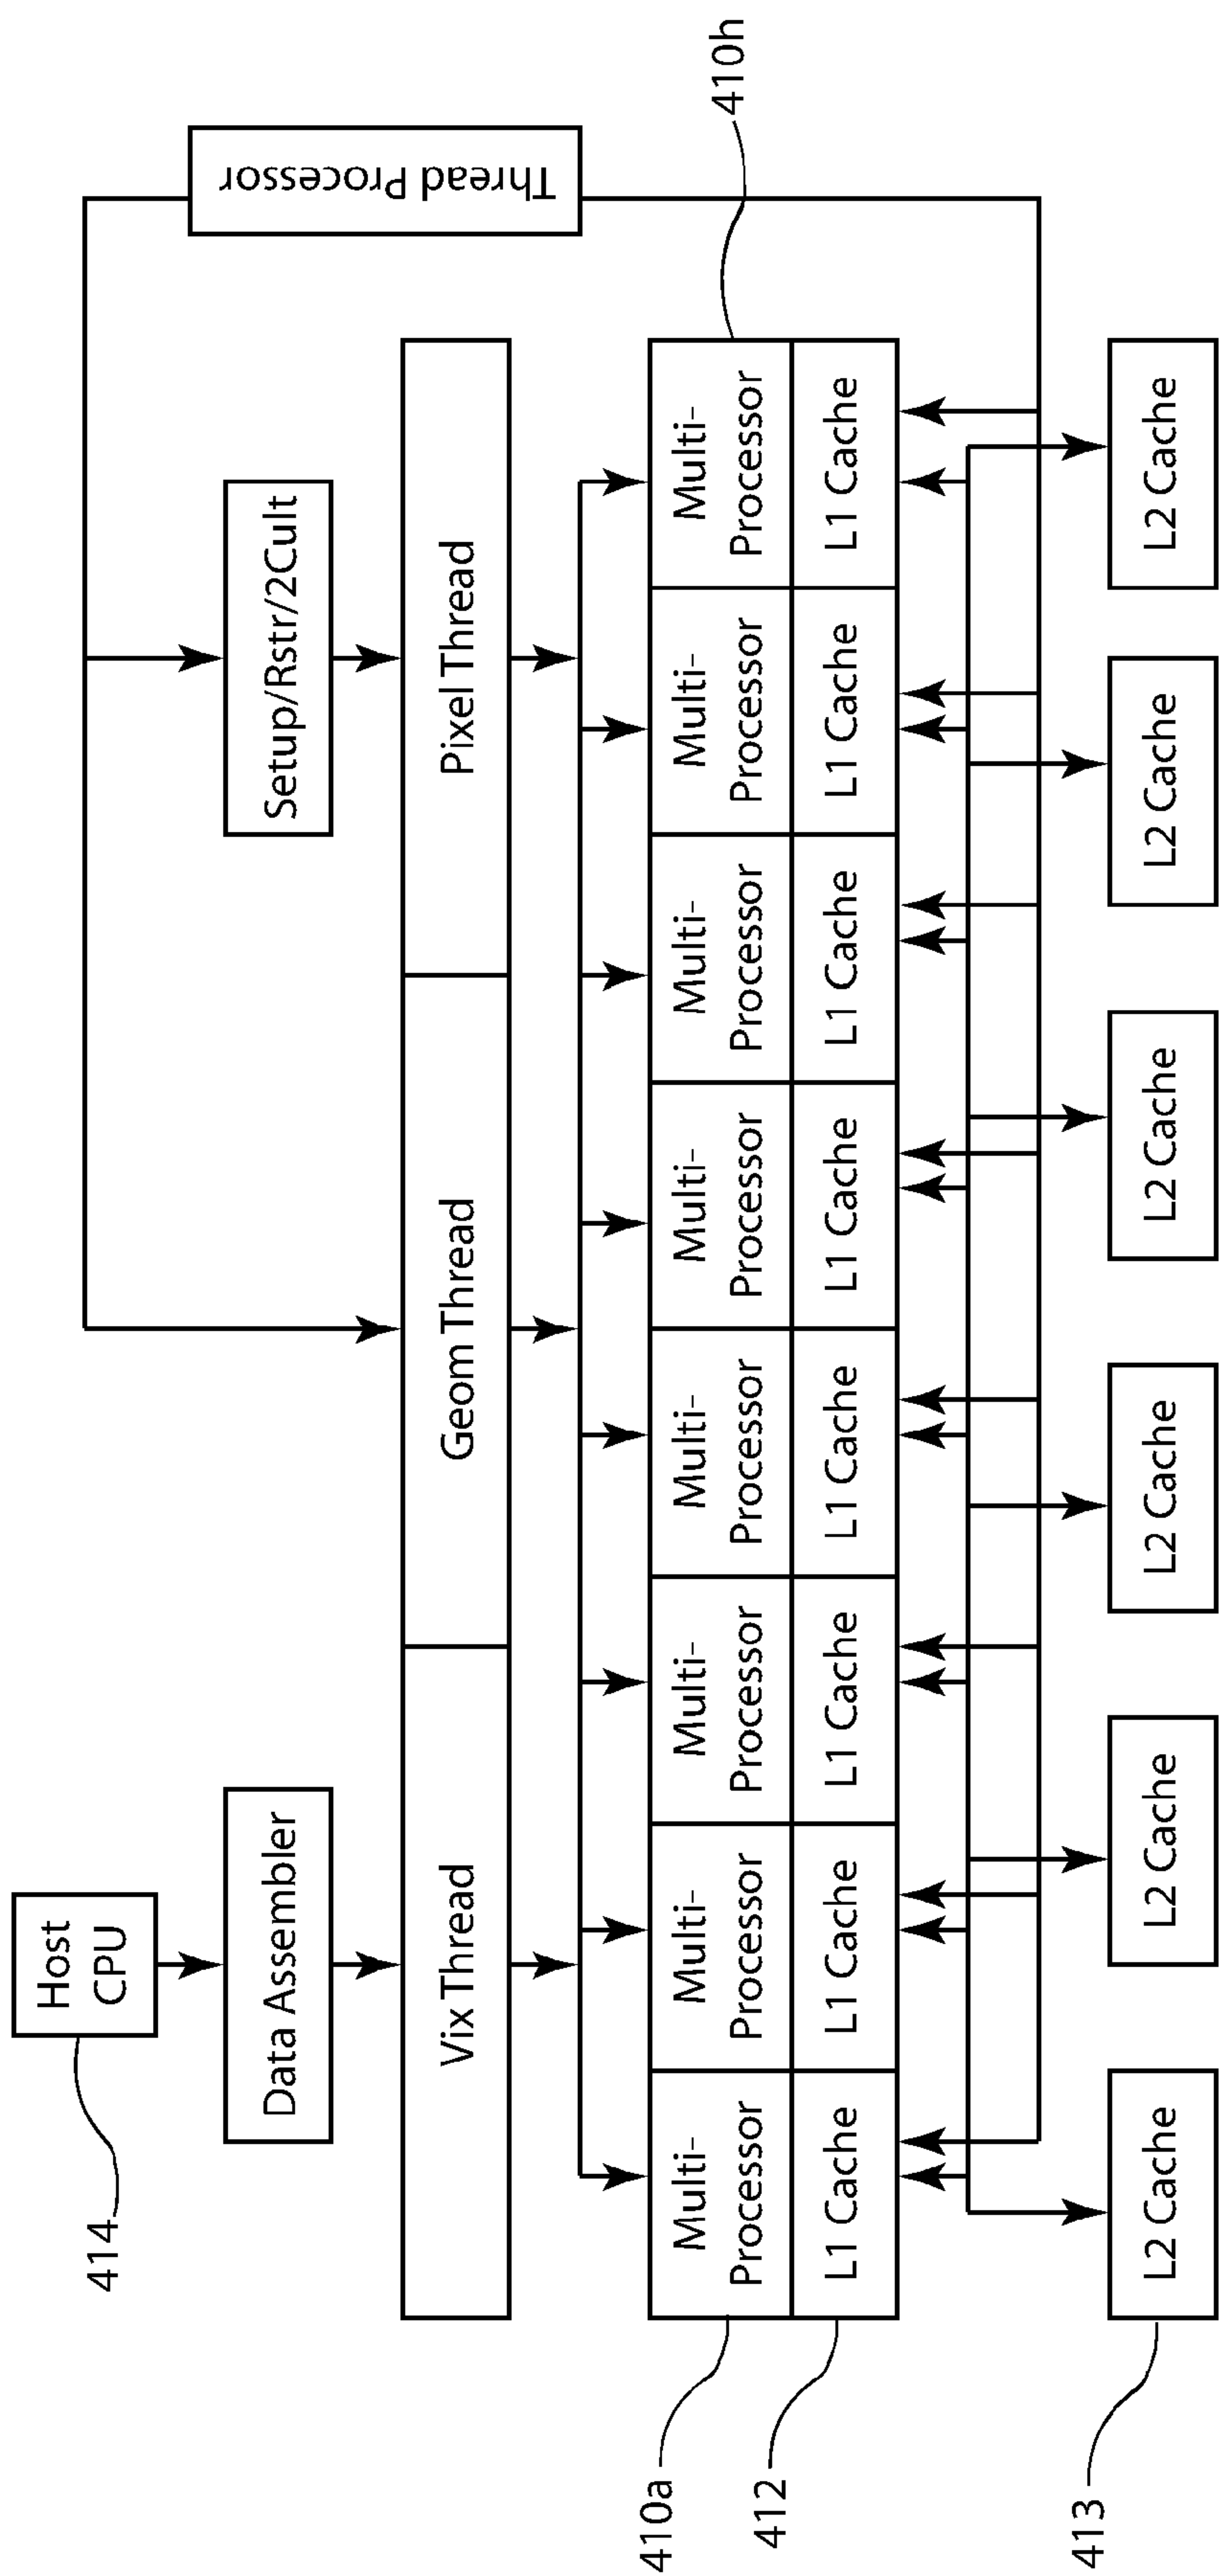 Host
CPU
414
Data Assembler
Setup/Rstr/2Cult
Thread Processor
Vix Thread
Geom Thread
Pixel Thread
410h
Multi-
Processor
Multi-
Processor
Multi-
Processor
Multi-
Processor
Multi-
Processor
Multi-
Processor
Multi-
Processor
Multi-
Processor
410a
L1 Cache
L1 Cache
L1 Cache
L1 Cache
L1 Cache
L1 Cache
L1 Cache
L1 Cache
412
L2 Cache
L2 Cache
L2 Cache
L2 Cache
L2 Cache
L2 Cache
413